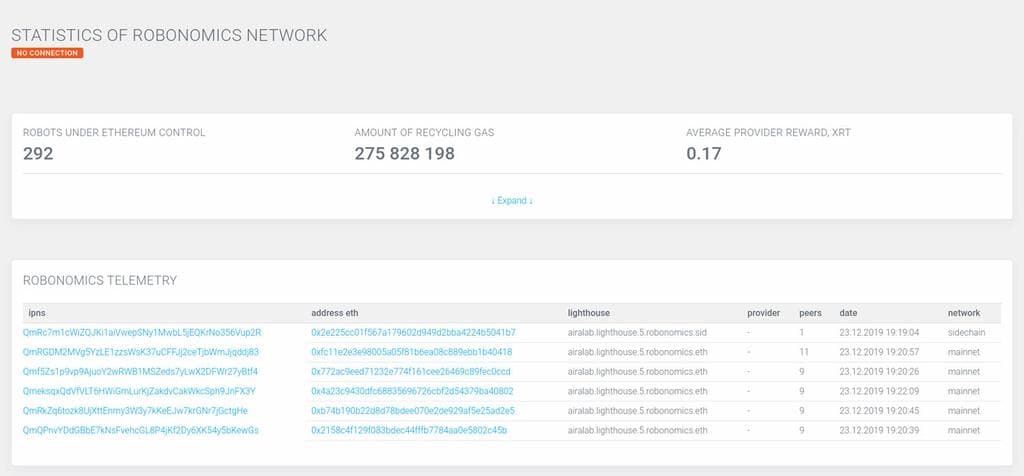 STATISTICS OF ROBONOMICS NETWORK
NO CONNECTION
ROBOTS UNDER ETHEREUM CONTROL AMOUNT OF RECYCLING GAS AVERAGE PROVIDER REWARD, XRT
292 275 828 198 0.17
↓ Expand ↓
ROBONOMICS TELEMETRY
ipns address eth lighthouse provider peers date network
QmRc7m1cWiZQJKi1aiVwepSNy1MwbL5jEQKrNo356Vup2R 0x2e225cc01f567a179602d949d2bba4224b5041b7 airalab.lighthouse.5.robonomics.sid - 1 23.12.2019 19:19:04 sidechain
QmRGDM2MVg5YzLE1zzsWsK37uCFFJj2ceTjbWmJjqddj83 0xfc11e2e3e98005a05f81b6ea08c889ebb1b40418 airalab.lighthouse.5.robonomics.eth - 11 23.12.2019 19:20:57 mainnet
Qmf5Zs1p9vp9AjuoY2wRWB1MSZeds7yLwX2DFWr27yBtf4 0x772ac9eed71232e774f161cee26469c89fec0ccd airalab.lighthouse.5.robonomics.eth - 9 23.12.2019 19:20:26 mainnet
QmeksqxQdVfVLT6HWiGmLurKjZakdvCakWkcSph9JnFX3Y 0x4a23c9430dfc68835696726cbf2d54379ba40802 airalab.lighthouse.5.robonomics.eth - 9 23.12.2019 19:22:09 mainnet
QmRkZq6tozk8UjXttEnmy3W3y7kKeEJw7krGNr7jGctgHe 0xb74b190b22d8d78bdee070e2de929af5e25ad2e5 airalab.lighthouse.5.robonomics.eth - 9 23.12.2019 19:20:45 mainnet
QmQPnvYDdGBbE7kNsFvehcGL8P4jKf2Dy6XK54y5bKewGs 0x2158c4f129f083bdec44fffb7784aa0e5802c45b airalab.lighthouse.5.robonomics.eth - 9 23.12.2019 19:20:39 mainnet